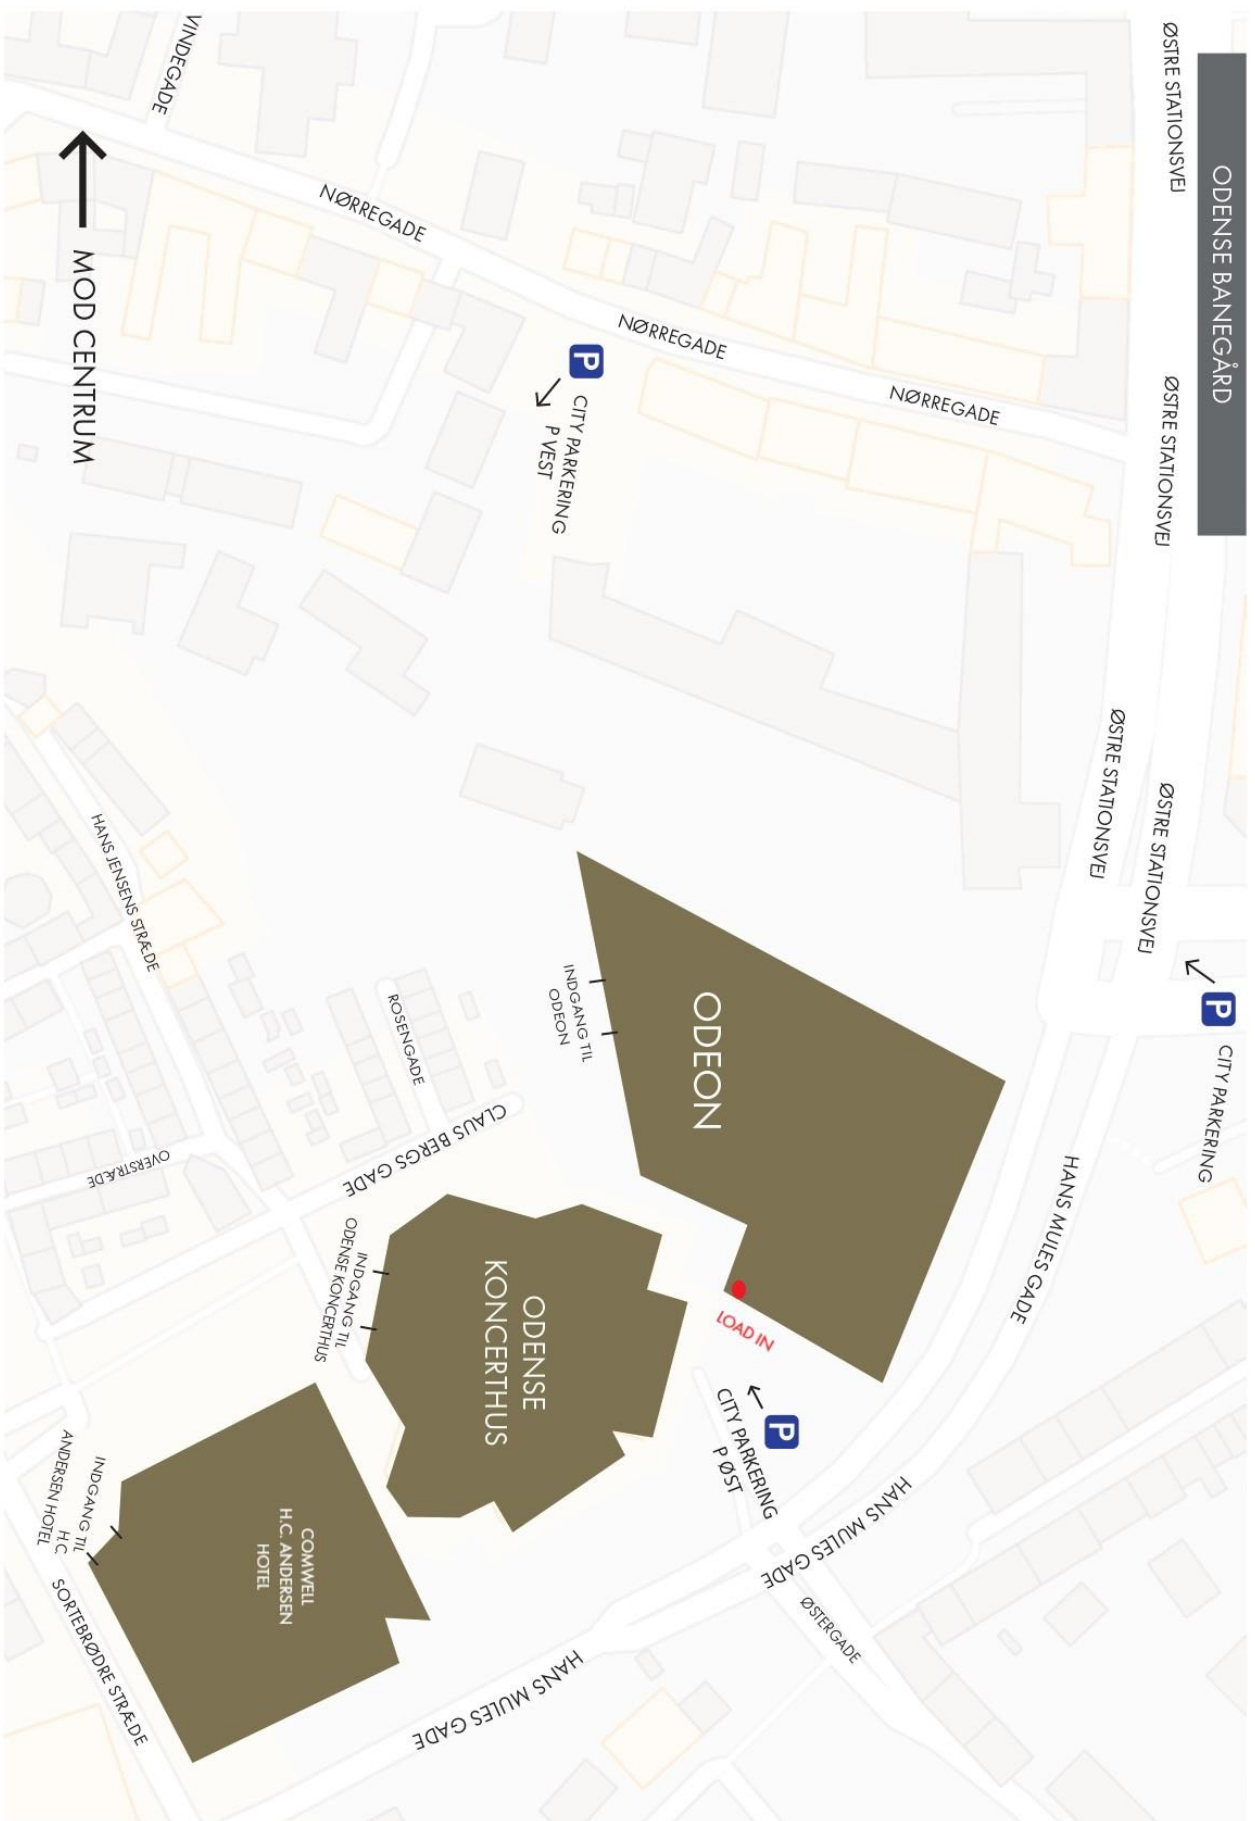 ODENSE BANEGÅRD
ØSTRE STATIONSVEJ
ØSTRE STATIONSVEJ
ØSTRE STATIONSVEJ
ØSTRE STATIONSVEJ
P
CITY PARKERING
HANS MULES GADE
NØRREGADE
NØRREGADE
NØRREGADE
VINDEGADE
MOD CENTRUM
P
CITY PARKERING
P VEST
ODEON
INDGANG TIL
ODEON
LOAD IN
P
CITY PARKERING
P ØST
HANS MULES GADE
ØSTERGADE
HANS MULES GADE
ODENSE
KONCERTHUS
INDGANG TIL
ODENSE KONCERTHUS
CLAUS BERGS GADE
ROSENGADE
HANS JENSENS STRÆDE
OVERSTRÆDE
COMWELL
H.C. ANDERSEN
HOTEL
INDGANG TIL
H.C.
ANDERSEN HOTEL
SORTEBRØDRE STRÆDE